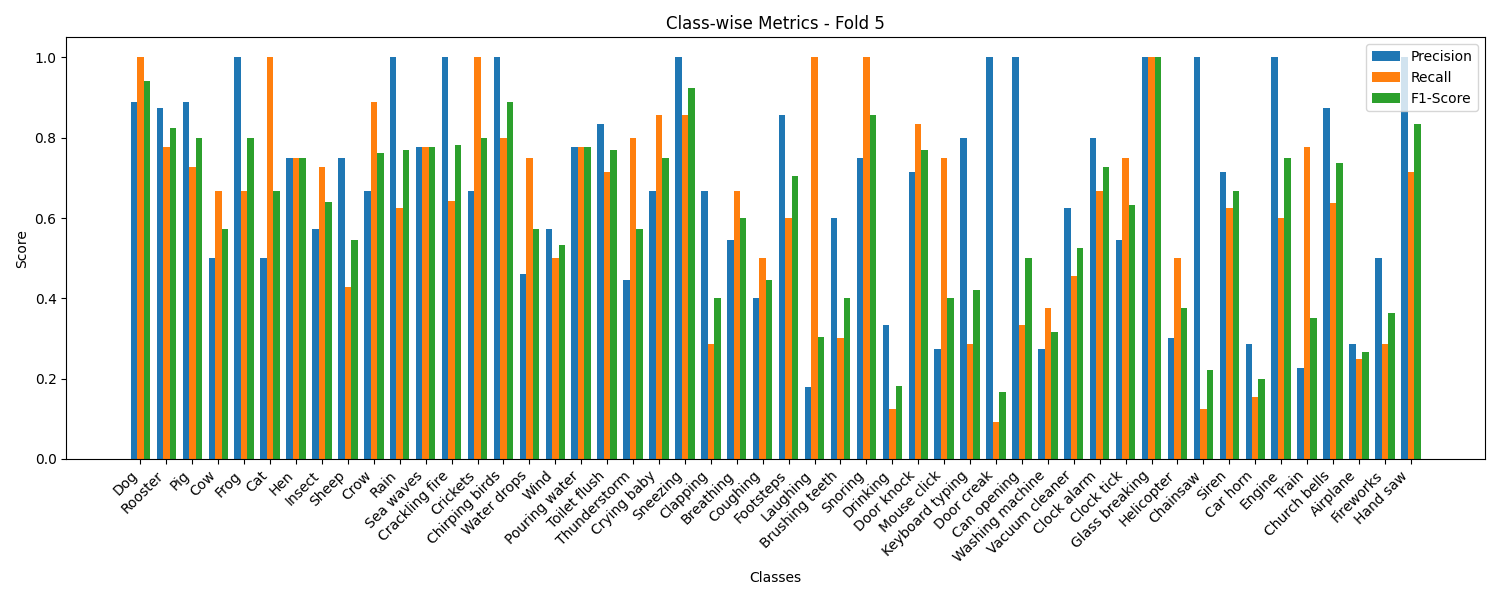 Class-wise Metrics - Fold 5
Precision
Recall
F1-Score
Score
1.0
0.8
0.6
0.4
0.2
0.0
Dog
Rooster
Pig
Cow
Frog
Cat
Hen
Insect
Sheep
Crow
Rain
Sea waves
Crackling fire
Crickets
Chirping birds
Water drops
Wind
Pouring water
Toilet flush
Thunderstorm
Crying baby
Sneezing
Clapping
Breathing
Coughing
Footsteps
Laughing
Brushing teeth
Snoring
Drinking
Door knock
Mouse click
Keyboard typing
Door creak
Can opening
Washing machine
Vacuum cleaner
Clock alarm
Clock tick
Glass breaking
Helicopter
Chainsaw
Siren
Car horn
Engine
Train
Church bells
Airplane
Fireworks
Hand saw
Classes